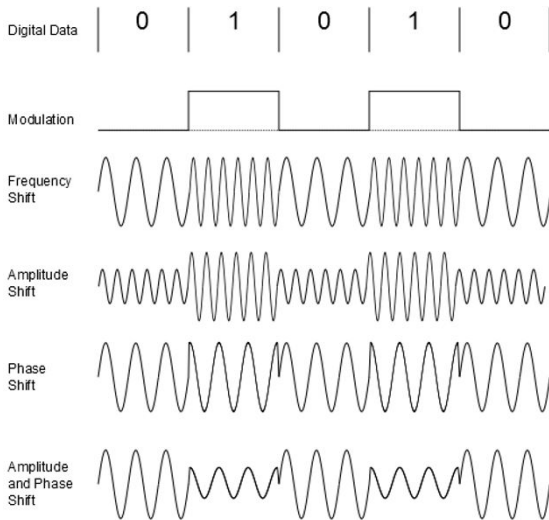 Digital Data 0 1 0 1 0
Modulation
Frequency
Shift
Amplitude
Shift
Phase
Shift
Amplitude
and Phase
Shift